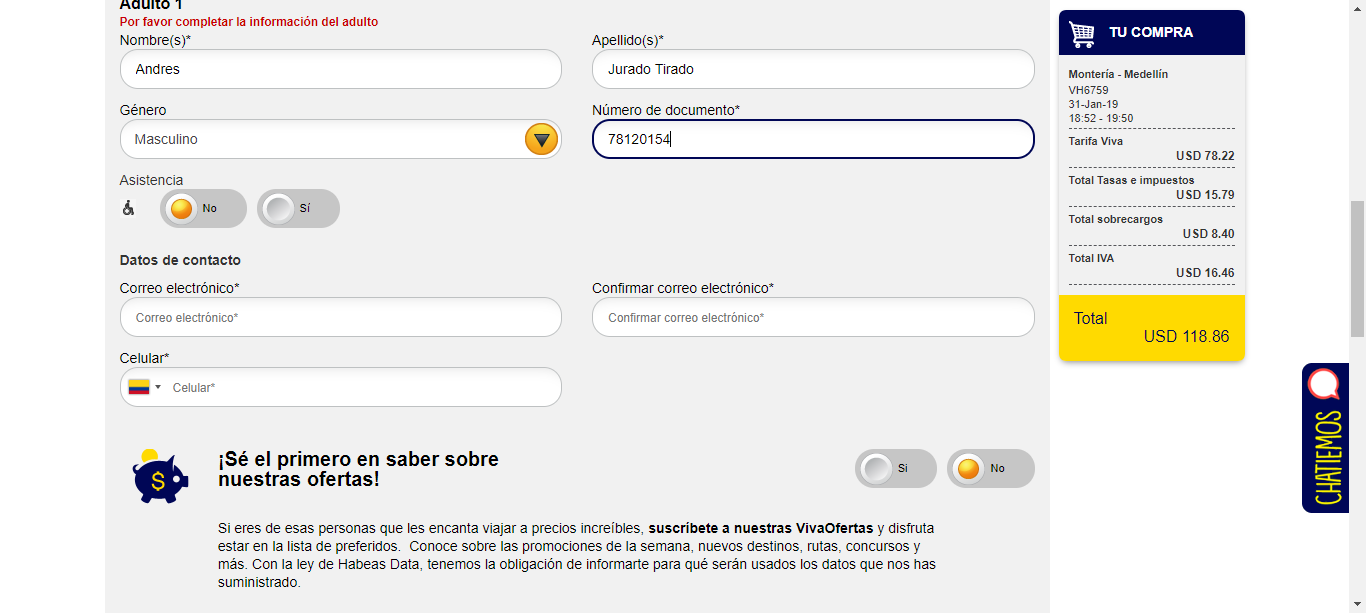 Adulto 1
Por favor completar la información del adulto
Nombre(s)*
Apellido(s)*
Andres
Jurado Tirado
Género
Número de documento*
Masculino
78120154
Asistencia
No
Sí
Datos de contacto
Correo electrónico*
Confirmar correo electrónico*
Correo electrónico*
Confirmar correo electrónico*
Celular*
Celular*
¡Sé el primero en saber sobre
nuestras ofertas!
Si
No
Si eres de esas personas que les encanta viajar a precios increíbles, suscríbete a nuestras VivaOfertas y disfruta
estar en la lista de preferidos. Conoce sobre las promociones de la semana, nuevos destinos, rutas, concursos y
más. Con la ley de Habeas Data, tenemos la obligación de informarte para qué serán usados los datos que nos has
suministrado.
TU COMPRA
Montería - Medellín
VH6759
31-Jan-19
18:52 - 19:50
Tarifa Viva
USD 78.22
Total Tasas e impuestos
USD 15.79
Total sobrecargos
USD 8.40
Total IVA
USD 16.46
Total
USD 118.86
CHATIEMOS